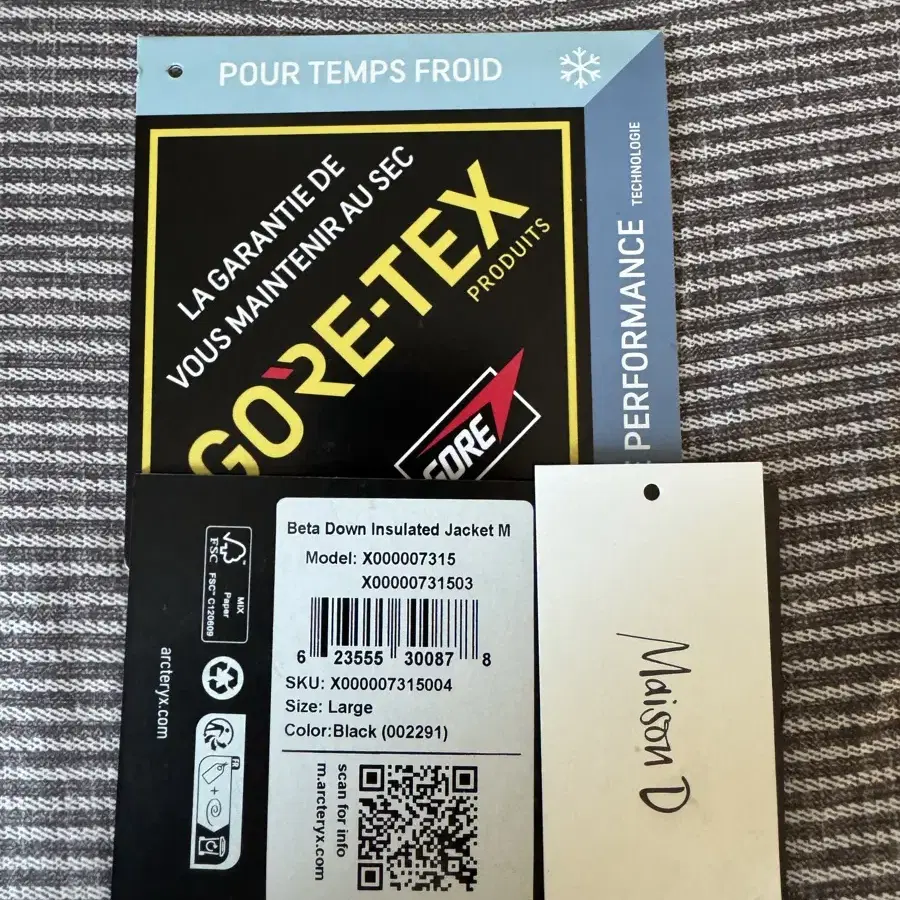 POUR TEMPS FROID
LA GARANTIE DE
VOUS MAINTENIR AU SEC
GORE-TEX
PRODUITS
GORE
PERFORMANCE
TECHNOLOGIE
FSC
MIX
Paper
FSC™ C120609
arcteryx.com
FR
+
Beta Down Insulated Jacket M
Model: X000007315
X00000731503
6 23555 30087 8
SKU: X000007315004
Size: Large
Color:Black (002291)
scan for info
m.arcteryx.com
Maison D